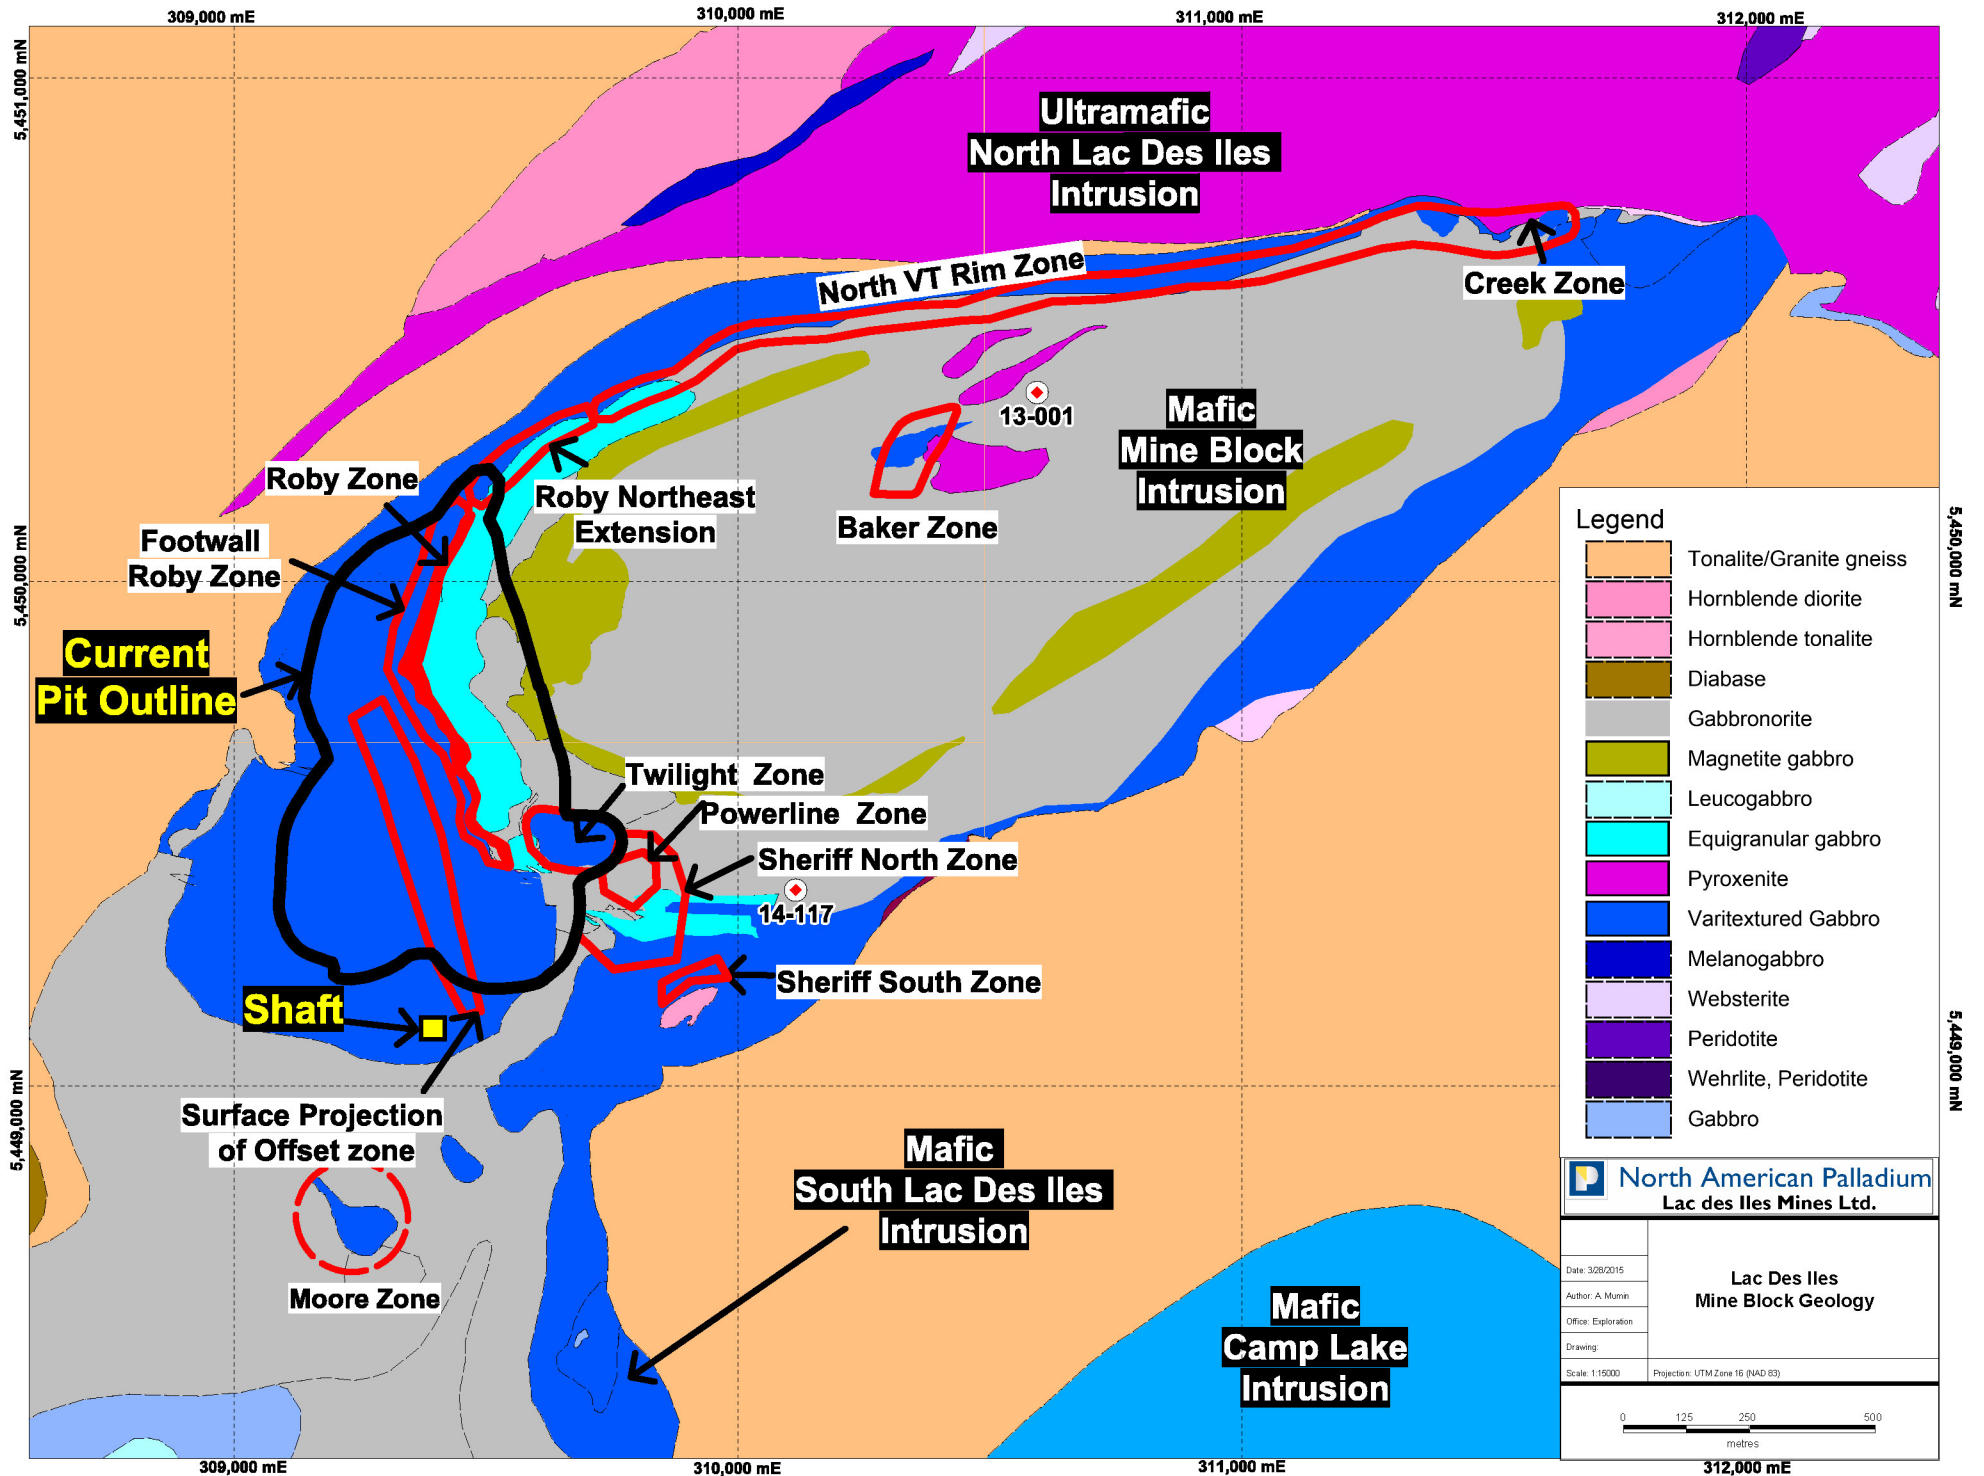 309,000 mE
310,000 mE
311,000 mE
312,000 mE
5,451,000 mN
Ultramafic
North Lac Des Iles
Intrusion
North VT Rim Zone
Creek Zone
13-001
Mafic
Mine Block
Intrusion
Roby Zone
Roby Northeast
Extension
Baker Zone
Footwall
Roby Zone
5,450,000 mN
5,450,000 mN
Current
Pit Outline
Twilight Zone
Powerline Zone
Sheriff North Zone
14-117
Sheriff South Zone
Shaft
5,449,000 mN
5,449,000 mN
Surface Projection
of Offset zone
Moore Zone
Mafic
South Lac Des Iles
Intrusion
Mafic
Camp Lake
Intrusion
Legend
Tonalite/Granite gneiss
Hornblende diorite
Hornblende tonalite
Diabase
Gabbronorite
Magnetite gabbro
Leucogabbro
Equigranular gabbro
Pyroxenite
Varitextured Gabbro
Melanogabbro
Websterite
Peridotite
Wehrlite, Peridotite
Gabbro
P North American Palladium
Lac des Iles Mines Ltd.
Date: 3/28/2015
Author: A. Mumin
Office: Exploration
Drawing:
Scale: 1:15000
Projection: UTM Zone 16 (NAD 83)
Lac Des Iles
Mine Block Geology
0 125 250 500
metres
309,000 mE
310,000 mE
311,000 mE
312,000 mE